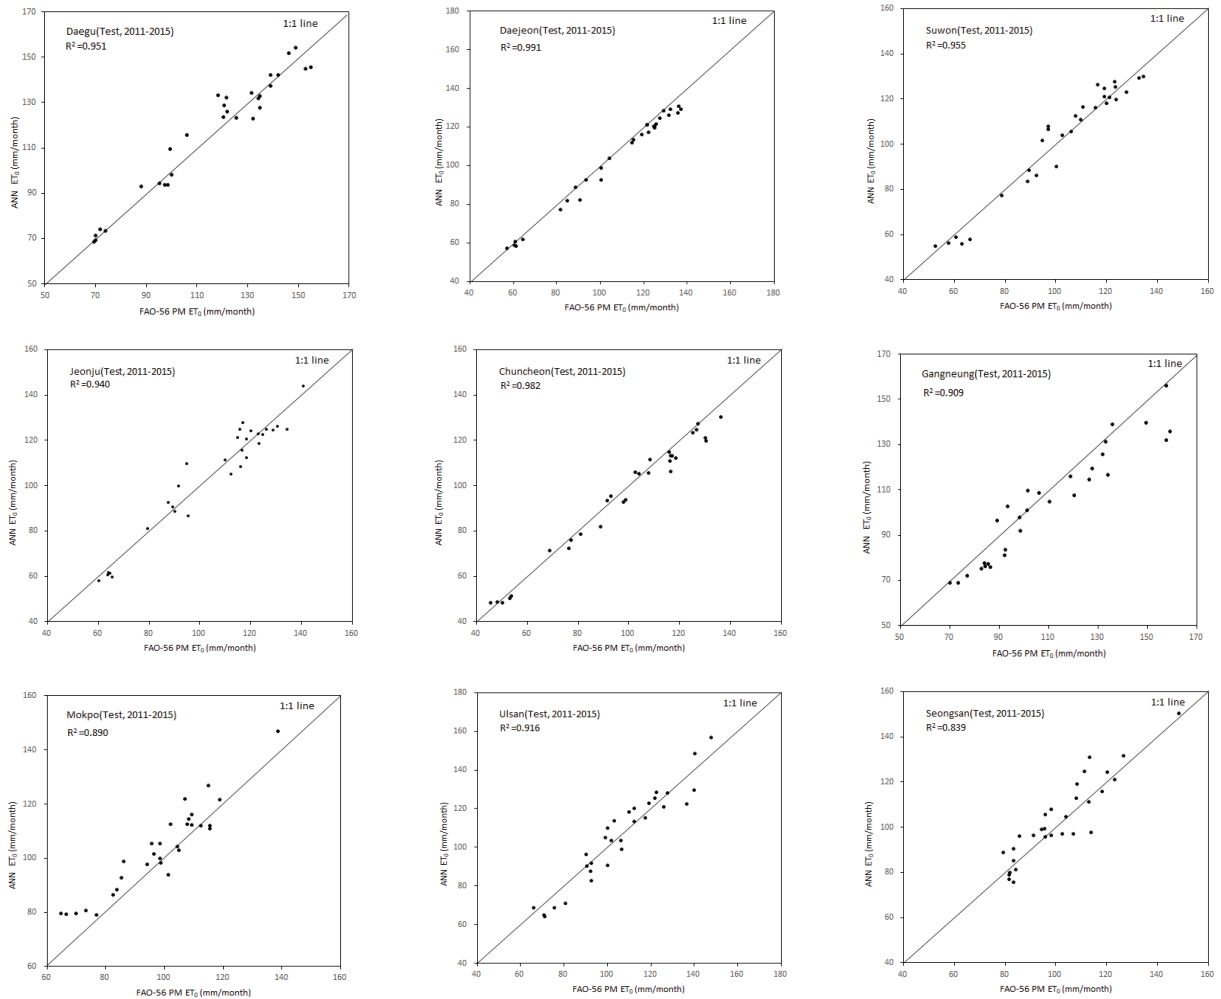 Daegu(Test, 2011-2015)
R²=0.951
1:1 line
170
150
130
110
90
70
50
50 70 90 110 130 150 170
ANN ET₀ (mm/month)
FAO-56 PM ET₀ (mm/month)
Daejeon(Test, 2011-2015)
R²=0.991
1:1 line
180
160
140
120
100
80
60
40
40 60 80 100 120 140 160 180
ANN ET₀ (mm/month)
FAO-56 PM ET₀ (mm/month)
Suwon(Test, 2011-2015)
R²=0.955
1:1 line
160
140
120
100
80
60
40
40 60 80 100 120 140 160
ANN ET₀ (mm/month)
FAO-56 PM ET₀ (mm/month)
Jeonju(Test, 2011-2015)
R²=0.940
1:1 line
160
140
120
100
80
60
40
40 60 80 100 120 140 160
ANN ET₀ (mm/month)
FAO-56 PM ET₀ (mm/month)
Chuncheon(Test, 2011-2015)
R²=0.982
1:1 line
160
140
120
100
80
60
40
40 60 80 100 120 140 160
ANN ET₀ (mm/month)
FAO-56 PM ET₀ (mm/month)
Gangneung(Test, 2011-2015)
R²=0.909
1:1 line
170
150
130
110
90
70
50
50 70 90 110 130 150 170
ANN ET₀ (mm/month)
FAO-56 PM ET₀ (mm/month)
Mokpo(Test, 2011-2015)
R²=0.890
1:1 line
160
140
120
100
80
60
60 80 100 120 140 160
ANN ET₀ (mm/month)
FAO-56 PM ET₀ (mm/month)
Ulsan(Test, 2011-2015)
R²=0.916
1:1 line
180
160
140
120
100
80
60
40
40 60 80 100 120 140 160 180
ANN ET₀ (mm/month)
FAO-56 PM ET₀ (mm/month)
Seongsan(Test, 2011-2015)
R²=0.839
1:1 line
160
140
120
100
80
60
40
40 60 80 100 120 140 160
ANN ET₀ (mm/month)
FAO-56 PM ET₀ (mm/month)